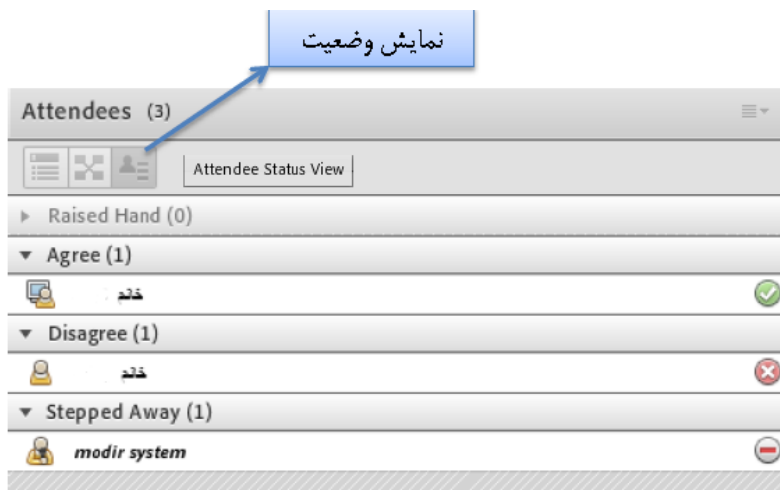 نمایش وضعیت
Attendees (3)
Attendee Status View
Raised Hand (0)
Agree (1)
خانم
Disagree (1)
خانم
Stepped Away (1)
modir system